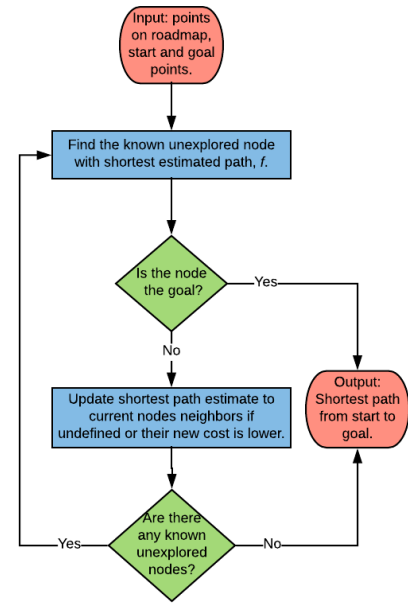 Input: points
on roadmap,
start and goal
points.
Find the known unexplored node
with shortest estimated path, f.
Is the node
the goal?
Yes
No
Update shortest path estimate to
current nodes neighbors if
undefined or their new cost is lower.
Output:
Shortest path
from start to
goal.
Are there
any known
unexplored
nodes?
Yes
No